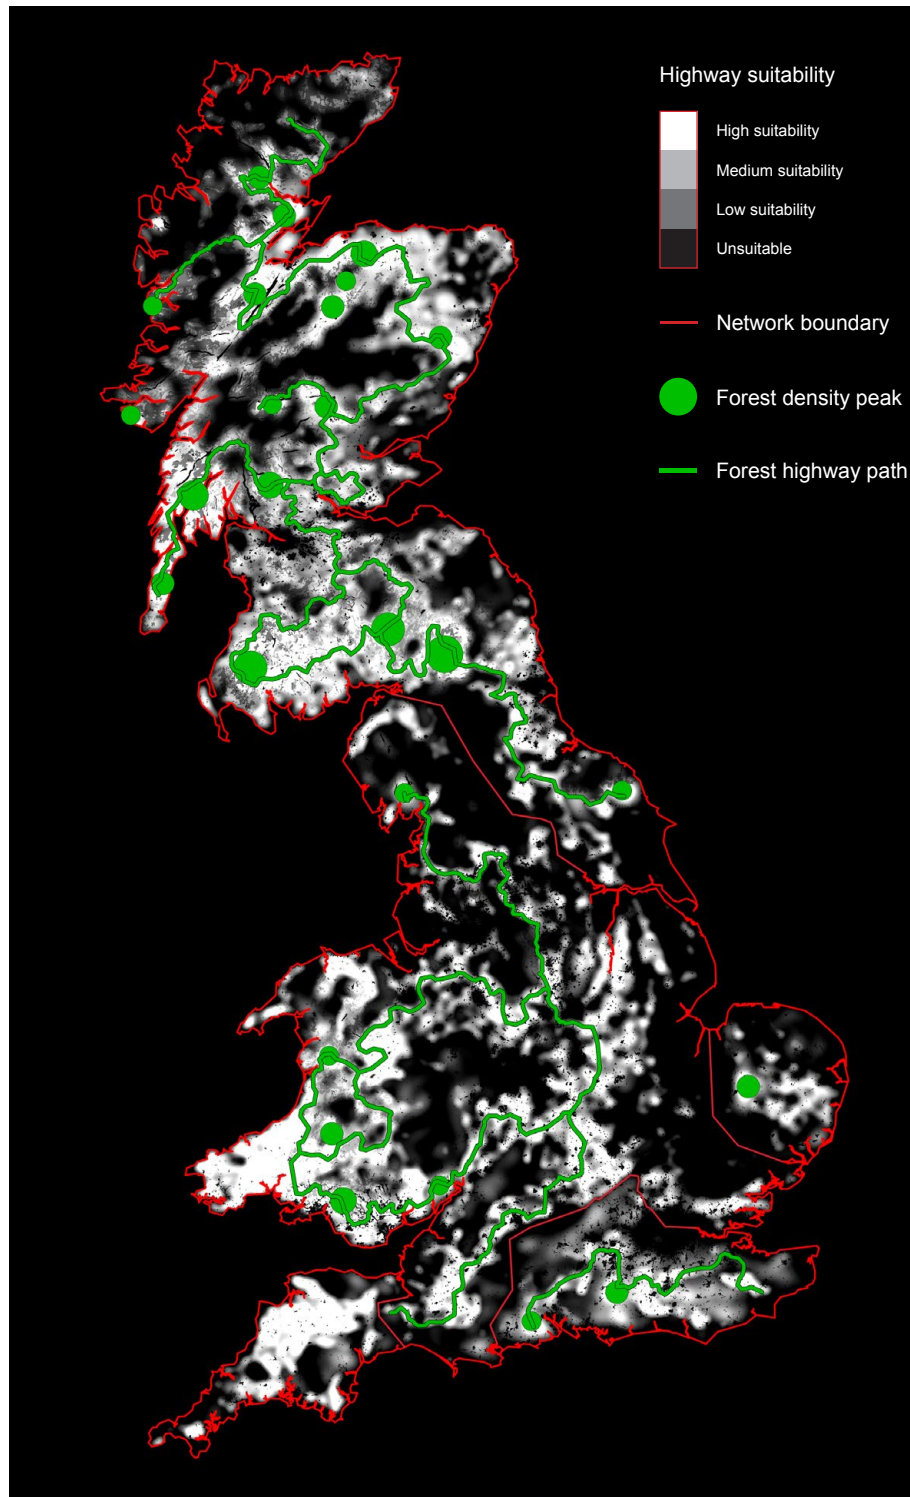 Highway suitability
High suitability
Medium suitability
Low suitability
Unsuitable
Network boundary
Forest density peak
Forest highway path